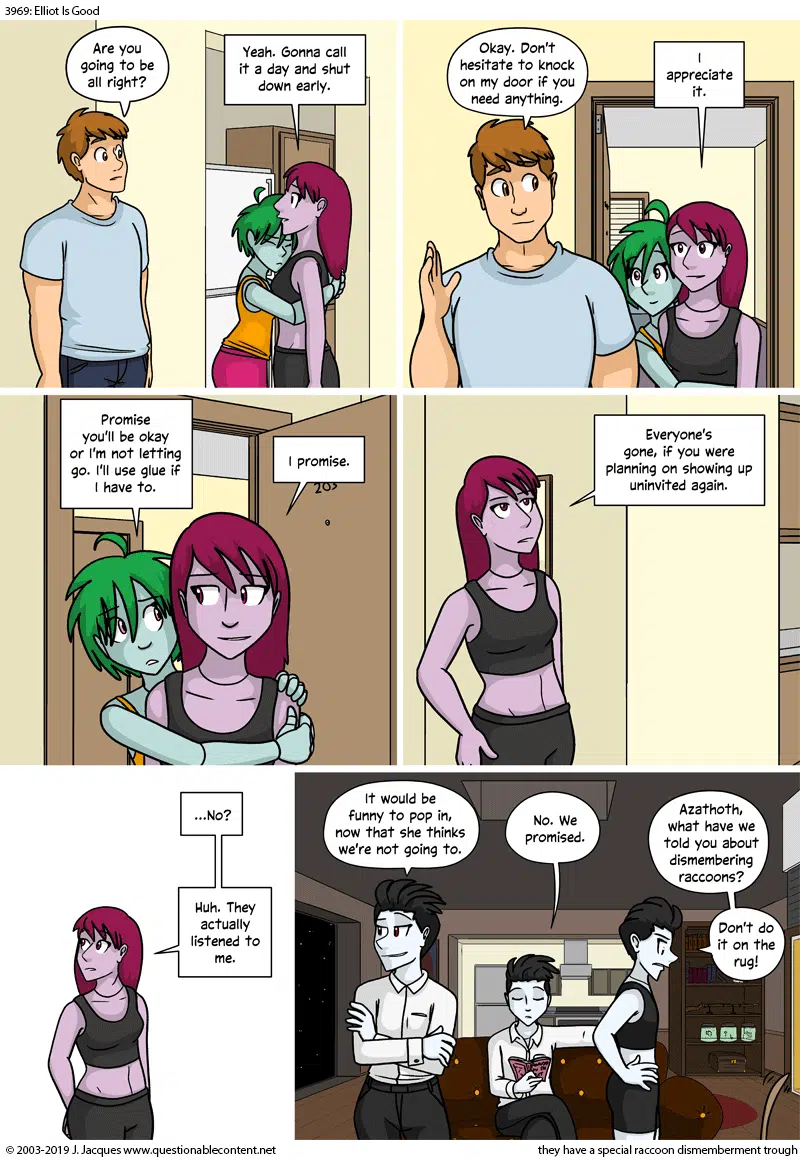 3969: Elliot Is Good
Are you
going to be
all right?
Yeah. Gonna call
it a day and shut
down early.
Okay. Don't
hesitate to knock
on my door if you
need anything.
I
appreciate
it.
Promise
you'll be okay
or I'm not letting
go. I'll use glue if
I have to.
I promise.
203
Everyone's
gone, if you were
planning on showing up
uninvited again.
...No?
Huh. They
actually
listened to
me.
It would be
funny to pop in,
now that she thinks
we're not going to.
No. We
promised.
Azathoth,
what have we
told you about
dismembering
raccoons?
Don't do
it on the
rug!
© 2003-2019 J. Jacques www.questionablecontent.net
they have a special raccoon dismemberment trough